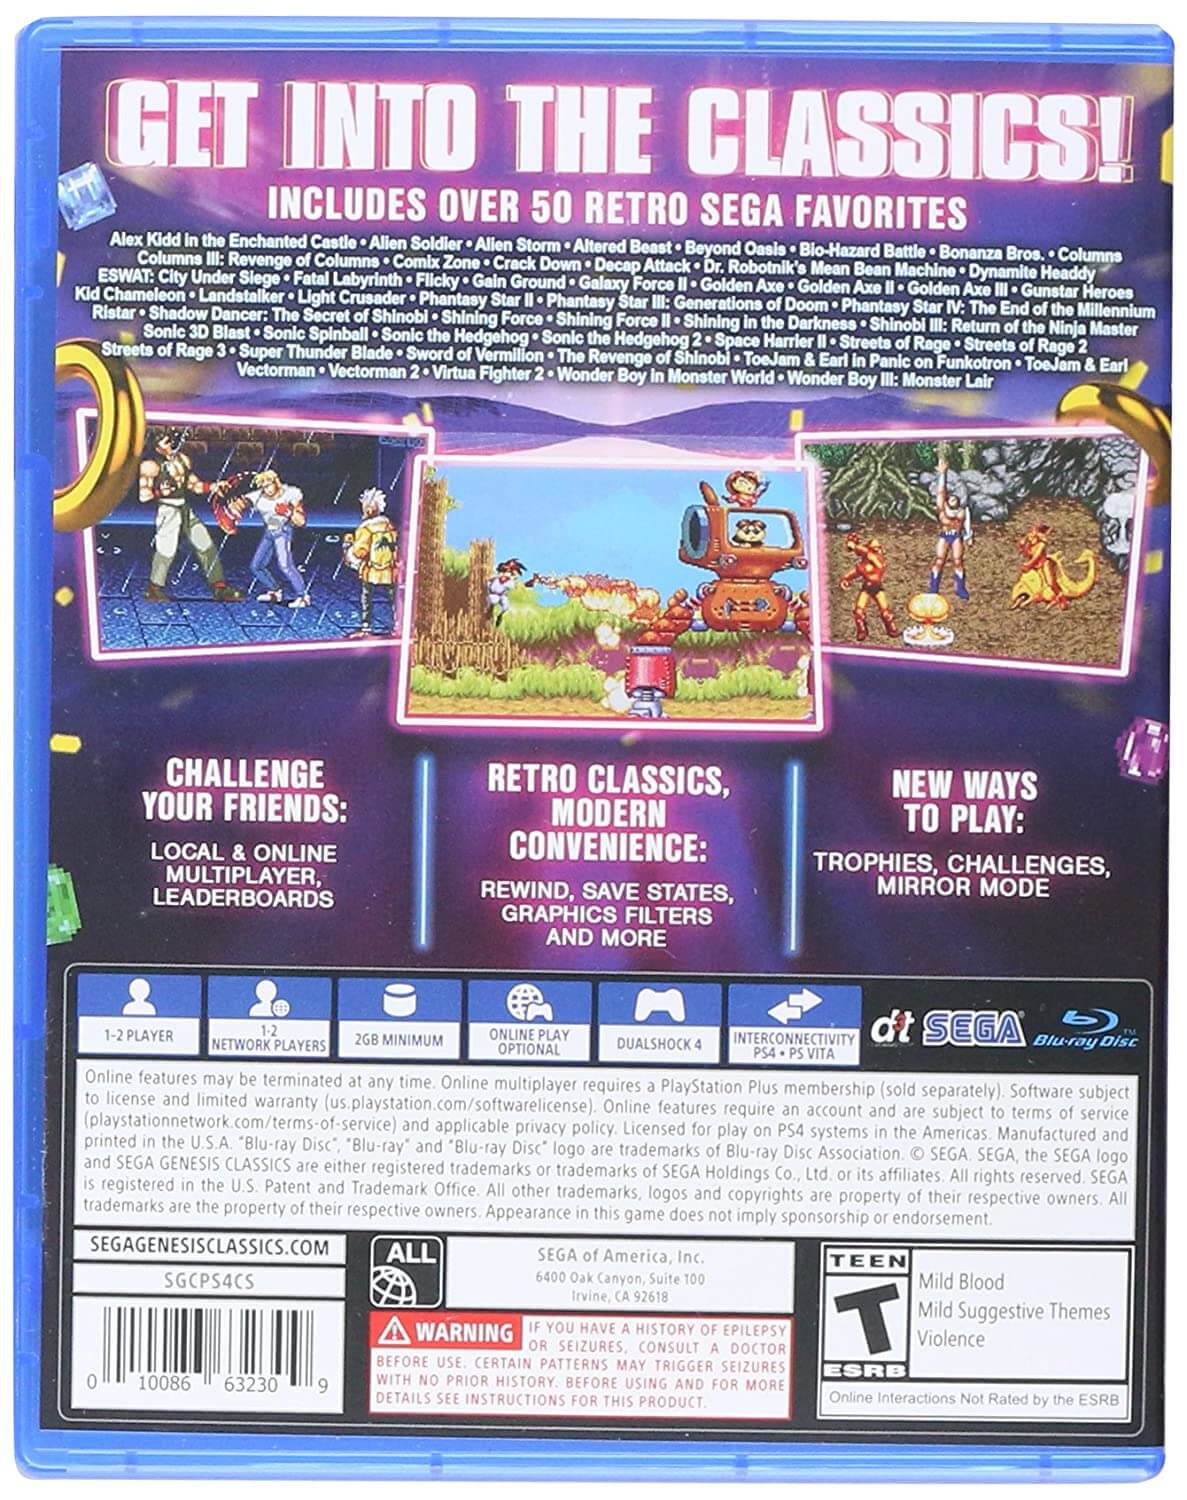 GET INTO THE CLASSICS!
INCLUDES OVER 50 RETRO SEGA FAVORITES
Alex Kidd in the Enchanted Castle • Alien Soldier • Alien Storm • Altered Beast • Beyond Oasis • Bio-Hazard Battle • Bonanza Bros. • Columns
Columns III: Revenge of Columns • Comix Zone • Crack Down • Decap Attack • Dr. Robotnik's Mean Bean Machine • Dynamite Headdy
ESWAT: City Under Siege • Fatal Labyrinth • Flicky • Gain Ground • Galaxy Force II • Golden Axe • Golden Axe II • Golden Axe III • Gunstar Heroes
Kid Chameleon • Landstalker • Light Crusader • Phantasy Star II • Phantasy Star III: Generations of Doom • Phantasy Star IV: The End of the Millennium
Ristar • Shadow Dancer: The Secret of Shinobi • Shining Force • Shining Force II • Shining in the Darkness • Shinobi III: Return of the Ninja Master
Sonic 3D Blast • Sonic Spinball • Sonic the Hedgehog • Sonic the Hedgehog 2 • Space Harrier II • Streets of Rage • Streets of Rage 2
Streets of Rage 3 • Super Thunder Blade • Sword of Vermilion • The Revenge of Shinobi • ToeJam & Earl in Panic on Funkotron • ToeJam & Earl
Vectorman • Vectorman 2 • Virtua Fighter 2 • Wonder Boy in Monster World • Wonder Boy III: Monster Lair
CHALLENGE
YOUR FRIENDS:
LOCAL & ONLINE
MULTIPLAYER,
LEADERBOARDS
RETRO CLASSICS,
MODERN
CONVENIENCE:
REWIND, SAVE STATES,
GRAPHICS FILTERS
AND MORE
NEW WAYS
TO PLAY:
TROPHIES, CHALLENGES,
MIRROR MODE
1-2 PLAYER
1-2
NETWORK PLAYERS
2GB MINIMUM
ONLINE PLAY
OPTIONAL
DUALSHOCK 4
INTERCONNECTIVITY
PS4 • PS VITA
dt SEGA® Blu-ray Disc™
Online features may be terminated at any time. Online multiplayer requires a PlayStation Plus membership (sold separately). Software subject
to license and limited warranty (us.playstation.com/softwarelicense). Online features require an account and are subject to terms of service
(playstationnetwork.com/terms-of-service) and applicable privacy policy. Licensed for play on PS4 systems in the Americas. Manufactured and
printed in the U.S.A. "Blu-ray Disc", "Blu-ray" and "Blu-ray Disc" logo are trademarks of Blu-ray Disc Association. © SEGA. SEGA, the SEGA logo
and SEGA GENESIS CLASSICS are either registered trademarks or trademarks of SEGA Holdings Co., Ltd. or its affiliates. All rights reserved. SEGA
is registered in the U.S. Patent and Trademark Office. All other trademarks, logos and copyrights are property of their respective owners. All
trademarks are the property of their respective owners. Appearance in this game does not imply sponsorship or endorsement.
SEGAGENESISCLASSICS.COM
SGCPS4CS
0 10086 63230 9
ALL
SEGA of America, Inc.
6400 Oak Canyon, Suite 100
Irvine, CA 92618
WARNING IF YOU HAVE A HISTORY OF EPILEPSY
OR SEIZURES, CONSULT A DOCTOR
BEFORE USE. CERTAIN PATTERNS MAY TRIGGER SEIZURES
WITH NO PRIOR HISTORY. BEFORE USING AND FOR MORE
DETAILS SEE INSTRUCTIONS FOR THIS PRODUCT.
TEEN
T
ESRB
Mild Blood
Mild Suggestive Themes
Violence
Online Interactions Not Rated by the ESRB